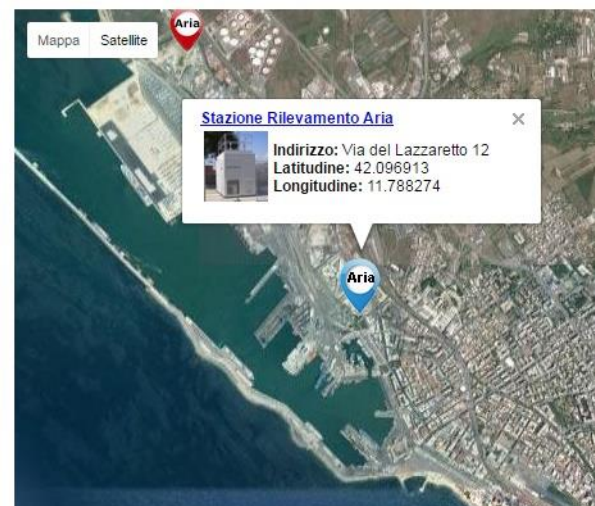 Aria
Mappa Satellite
Stazione Rilevamento Aria ×
Indirizzo: Via del Lazzaretto 12
Latitudine: 42.096913
Longitudine: 11.788274
Aria